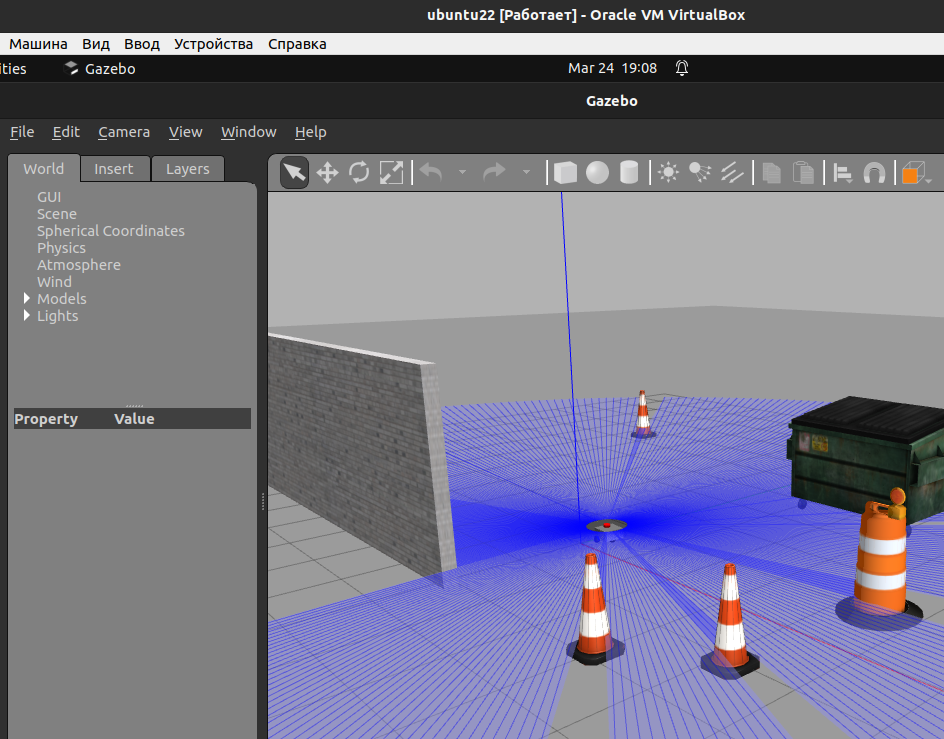 ubuntu22 [Работает] - Oracle VM VirtualBox
Машина Вид Ввод Устройства Справка
ities Gazebo Mar 24 19:08
Gazebo
File Edit Camera View Window Help
World Insert Layers
GUI
Scene
Spherical Coordinates
Physics
Atmosphere
Wind
Models
Lights
Property Value